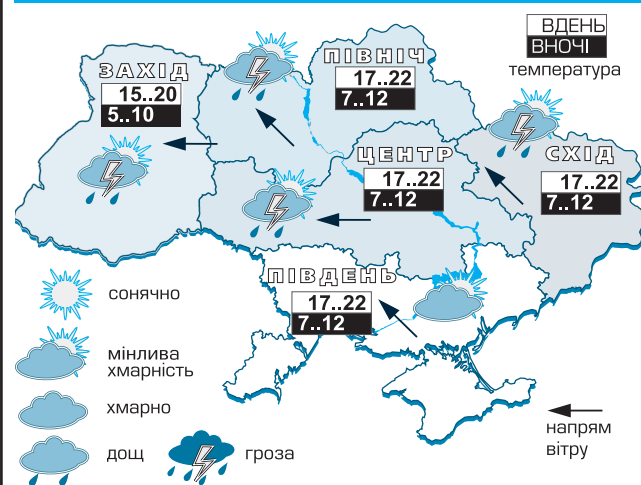 ВДЕНЬ
ВНОЧІ
температура
ЗАХІД
15..20
5..10
ПІВНІЧ
17..22
7..12
ЦЕНТР
17..22
7..12
СХІД
17..22
7..12
ПІВДЕНЬ
17..22
7..12
сонячно
мінлива
хмарність
хмарно
дощ
гроза
напрям
вітру